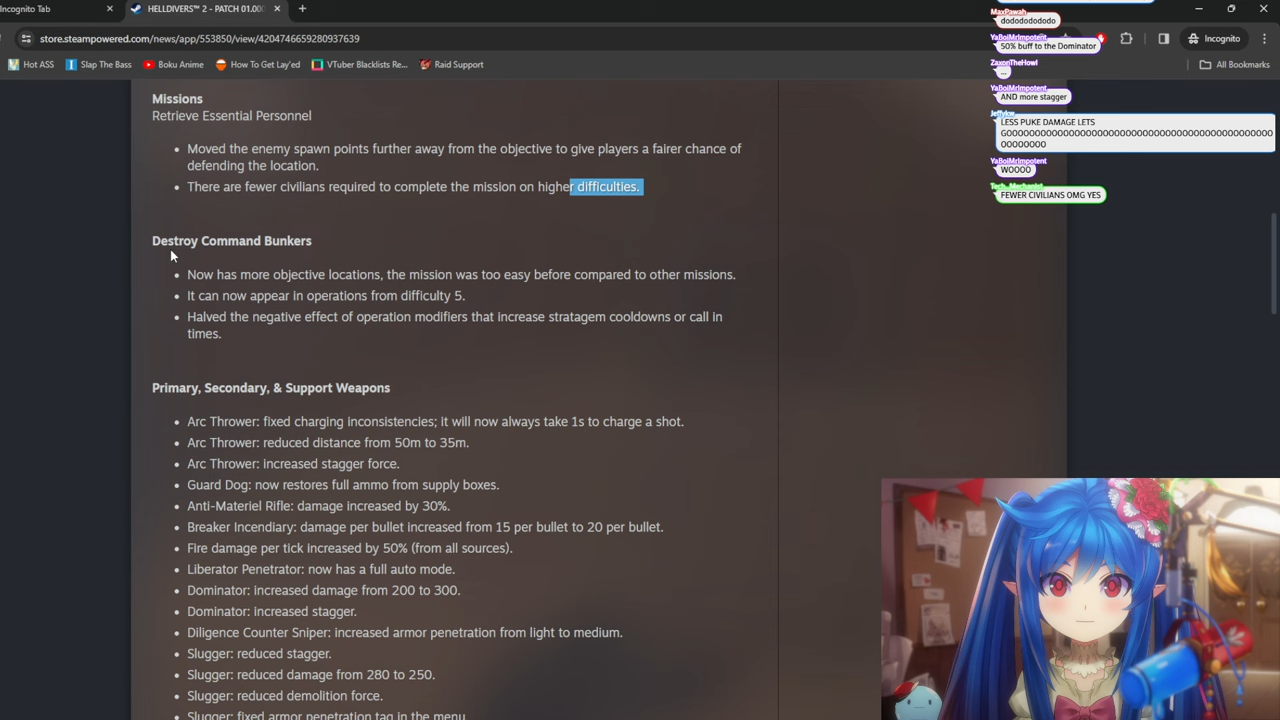 Incognito Tab
HELLDIVERS™ 2 - PATCH 01.00
store.steampowered.com/news/app/553850/view/4204746659280937639
Incognito
Hot ASS
Slap The Bass
Boku Anime
How To Get Lay'ed
VTuber Blacklists Re...
Raid Support
All Bookmarks
Missions
Retrieve Essential Personnel
Moved the enemy spawn points further away from the objective to give players a fairer chance of
defending the location.
There are fewer civilians required to complete the mission on higher difficulties.
Destroy Command Bunkers
Now has more objective locations, the mission was too easy before compared to other missions.
It can now appear in operations from difficulty 5.
Halved the negative effect of operation modifiers that increase stratagem cooldowns or call in
times.
Primary, Secondary, & Support Weapons
Arc Thrower: fixed charging inconsistencies; it will now always take 1s to charge a shot.
Arc Thrower: reduced distance from 50m to 35m.
Arc Thrower: increased stagger force.
Guard Dog: now restores full ammo from supply boxes.
Anti-Materiel Rifle: damage increased by 30%.
Breaker Incendiary: damage per bullet increased from 15 per bullet to 20 per bullet.
Fire damage per tick increased by 50% (from all sources).
Liberator Penetrator: now has a full auto mode.
Dominator: increased damage from 200 to 300.
Dominator: increased stagger.
Diligence Counter Sniper: increased armor penetration from light to medium.
Slugger: reduced stagger.
Slugger: reduced damage from 280 to 250.
Slugger: reduced demolition force.
Slugger: fixed armor penetration tag in the menu
MaxPawah
dododododododo
YaBoiMrImpotent
50% buff to the Dominator
ZaxonTheHowl
...
YaBoiMrImpotent
AND more stagger
LESS PUKE DAMAGE LETS
YaBoiMrImpotent
WOOOO
Tech_Mechanist
FEWER CIVILIANS OMG YES